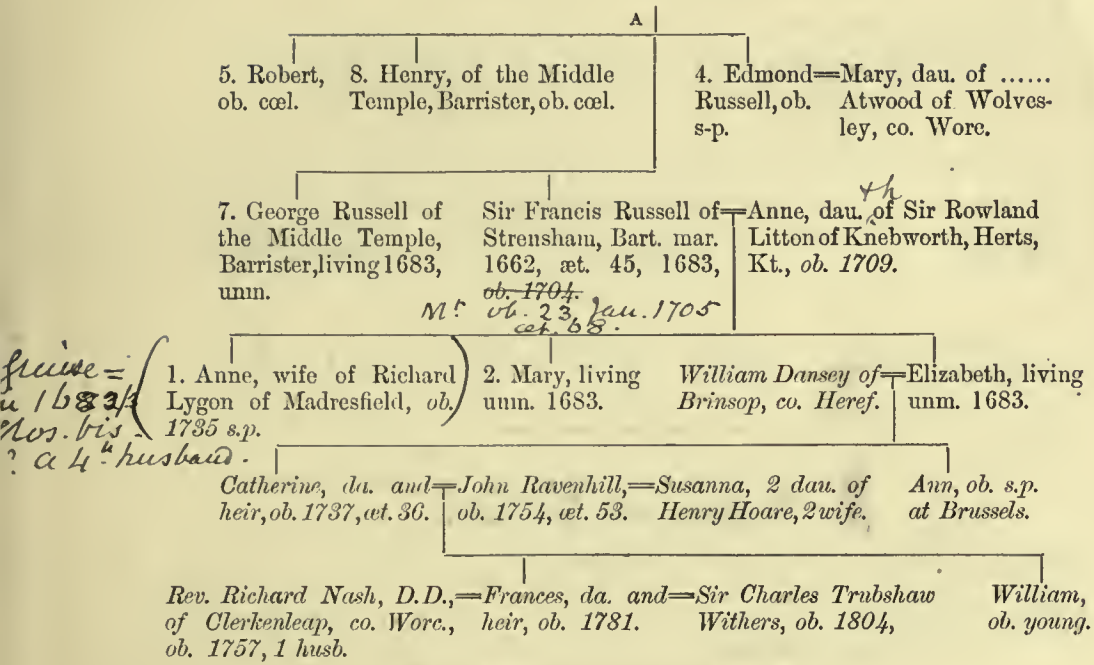 A
5. Robert,
ob. cœl.
8. Henry, of the Middle
Temple, Barrister, ob. cœl.
4. Edmond=Mary, dau. of ......
Russell, ob. Atwood of Wolves-
s-p. ley, co. Worc.
7. George Russell of
the Middle Temple,
Barrister, living 1683,
unm.
Sir Francis Russell of=Anne, dau. of Sir Rowland
Strensham, Bart. mar. Litton of Knebworth, Herts,
1662, æt. 45, 1683, Kt., ob. 1709.
ob. 1704.
ob. 23, Jan. 1705
æt. 68.
1. Anne, wife of Richard
Lygon of Madresfield, ob.
1735 s.p.
bis
? a 4th husband.
2. Mary, living
unm. 1683.
William Dansey of=Elizabeth, living
Brinsop, co. Heref. unm. 1683.
Catherine, da. and=John Ravenhill,=Susanna, 2 dau. of
heir, ob. 1737, æt. 36. ob. 1754, æt. 53. Henry Hoare, 2 wife.
Ann, ob. s.p.
at Brussels.
Rev. Richard Nash, D.D.,=Frances, da. and=Sir Charles Trubshaw
of Clerkenleap, co. Worc., heir, ob. 1781. Withers, ob. 1804,
ob. 1757, 1 husb.
William,
ob. young.